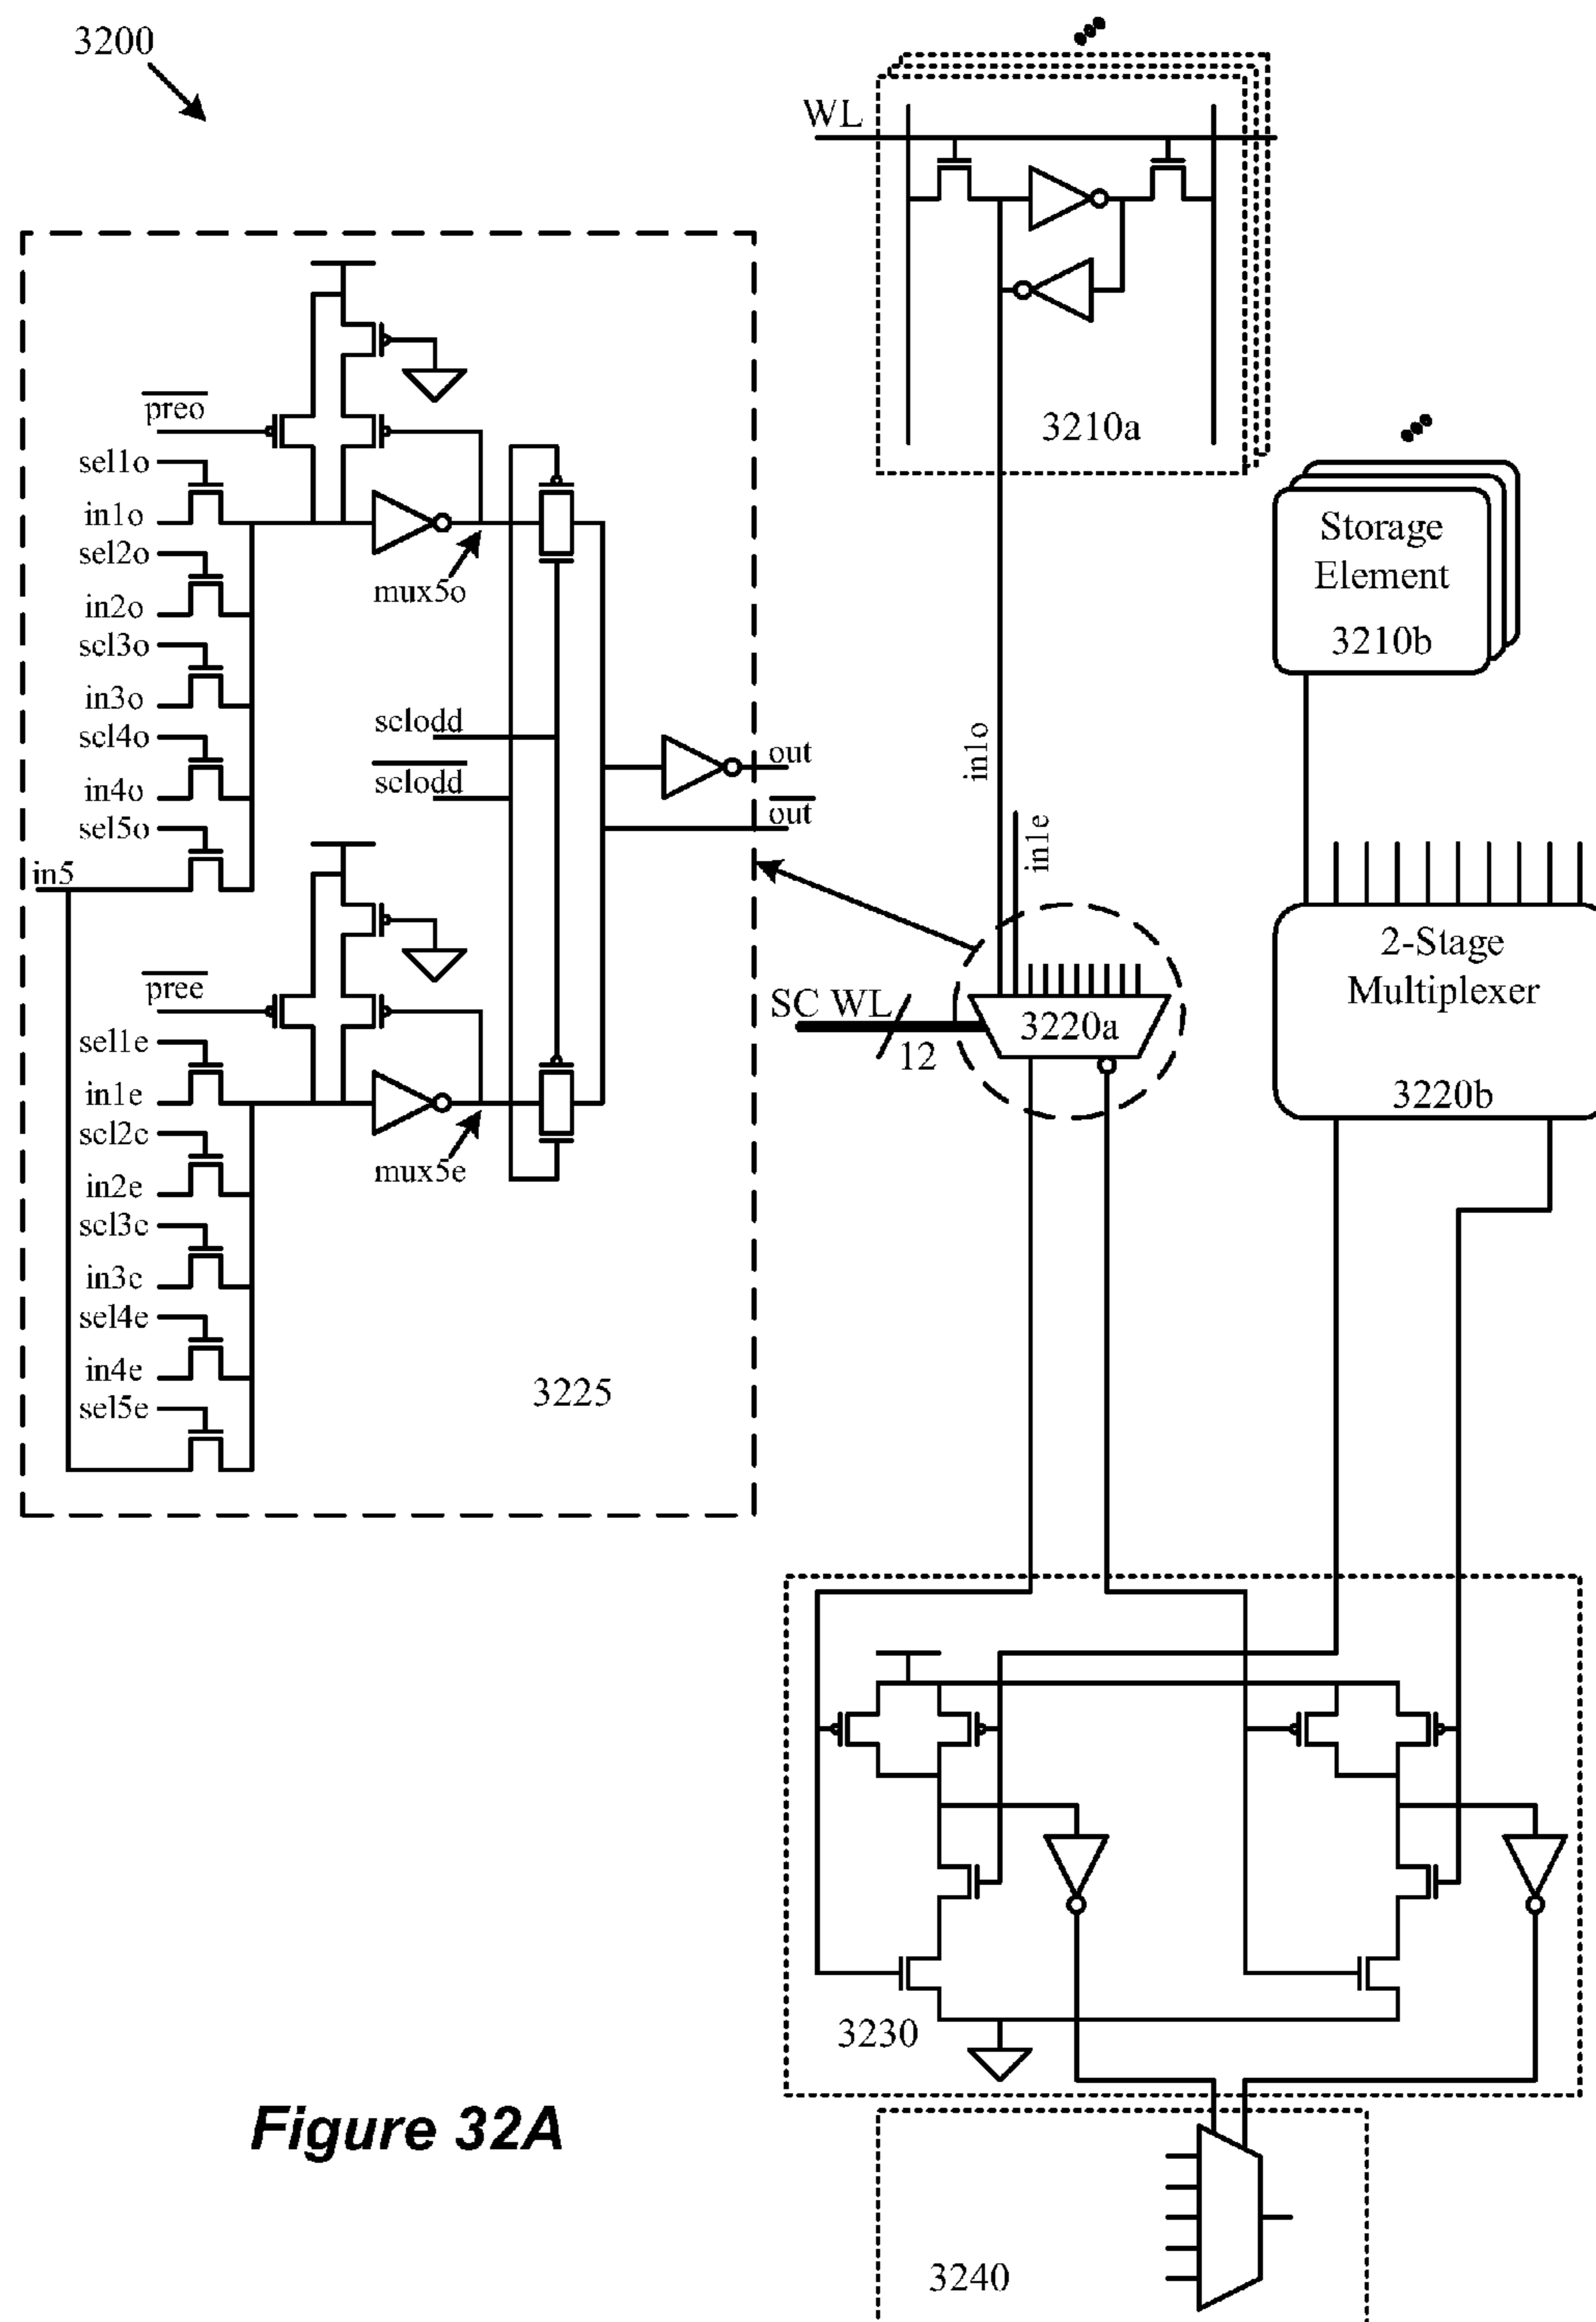 3200
WL
3210a
Storage
Element
3210b
preo
sel1o
in1o
sel2o
in2o
sel3o
in3o
sel4o
in4o
sel5o
in5
mux5o
selodd
selodd
out
out
pree
sel1e
in1e
sel2e
in2e
sel3e
in3e
sel4e
in4e
sel5e
mux5e
3225
in1o
in1e
SC WL
12
3220a
2-Stage
Multiplexer
3220b
3230
3240
Figure 32A